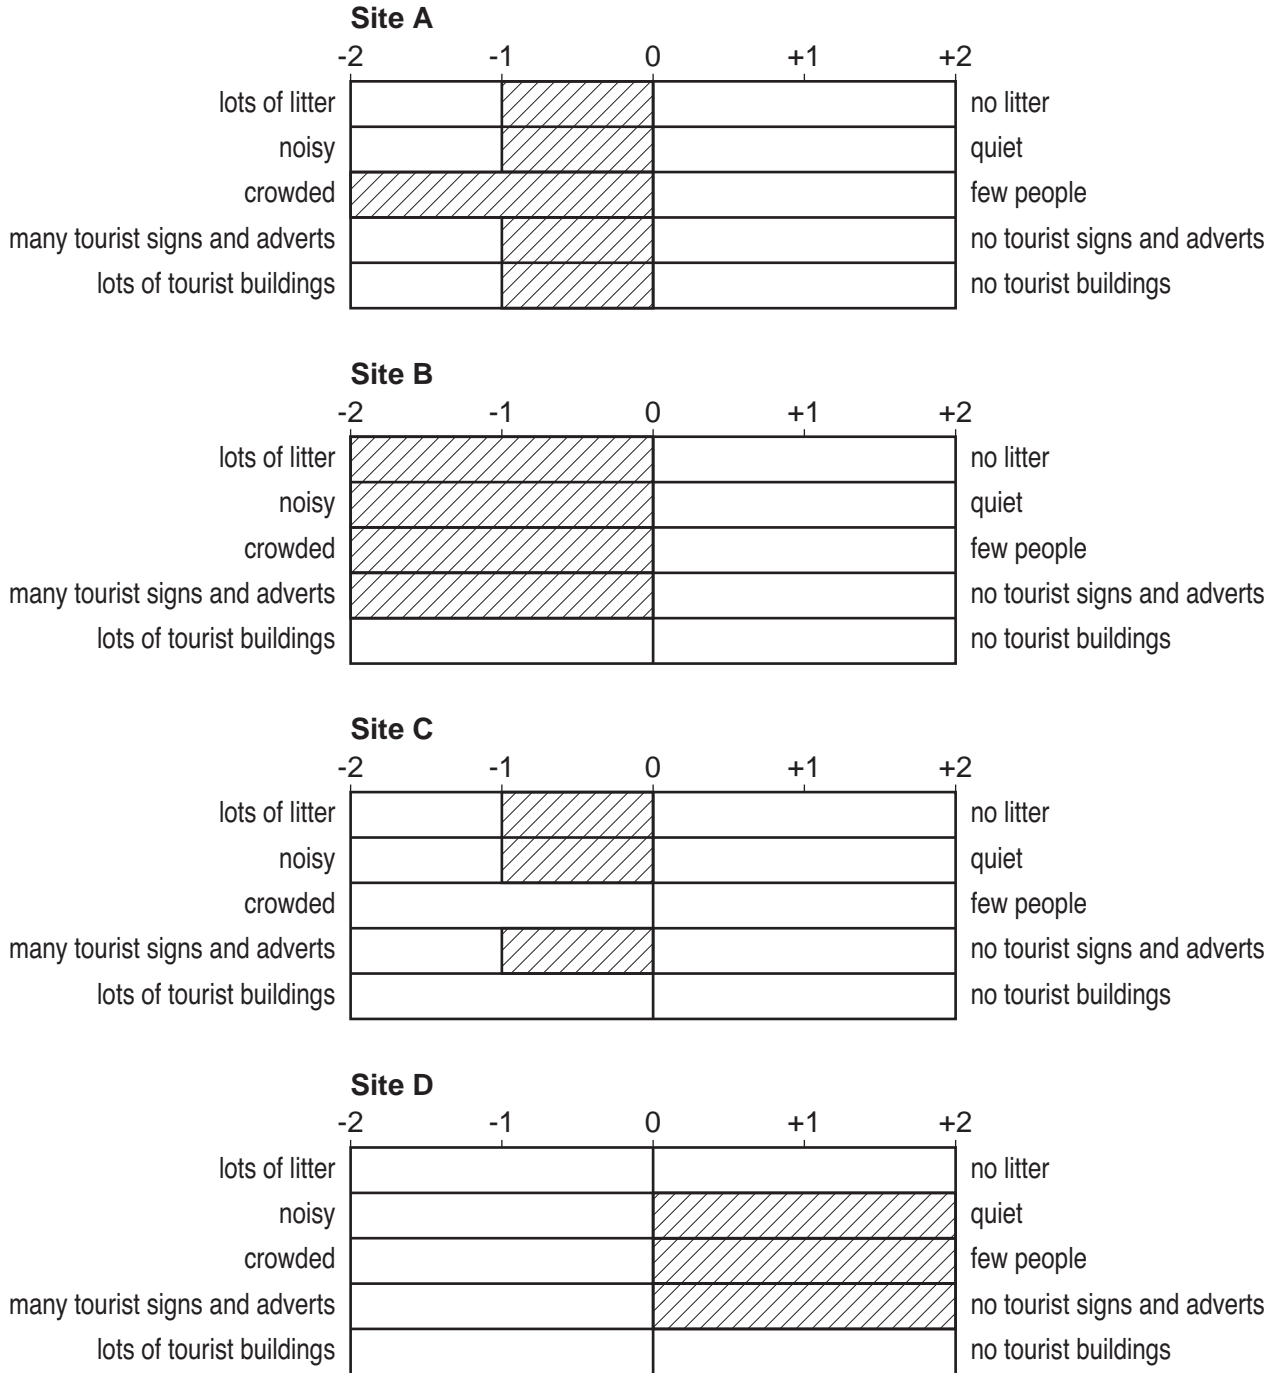 Site A
-2 -1 0 +1 +2
lots of litter no litter
noisy quiet
crowded few people
many tourist signs and adverts no tourist signs and adverts
lots of tourist buildings no tourist buildings
Site B
-2 -1 0 +1 +2
lots of litter no litter
noisy quiet
crowded few people
many tourist signs and adverts no tourist signs and adverts
lots of tourist buildings no tourist buildings
Site C
-2 -1 0 +1 +2
lots of litter no litter
noisy quiet
crowded few people
many tourist signs and adverts no tourist signs and adverts
lots of tourist buildings no tourist buildings
Site D
-2 -1 0 +1 +2
lots of litter no litter
noisy quiet
crowded few people
many tourist signs and adverts no tourist signs and adverts
lots of tourist buildings no tourist buildings